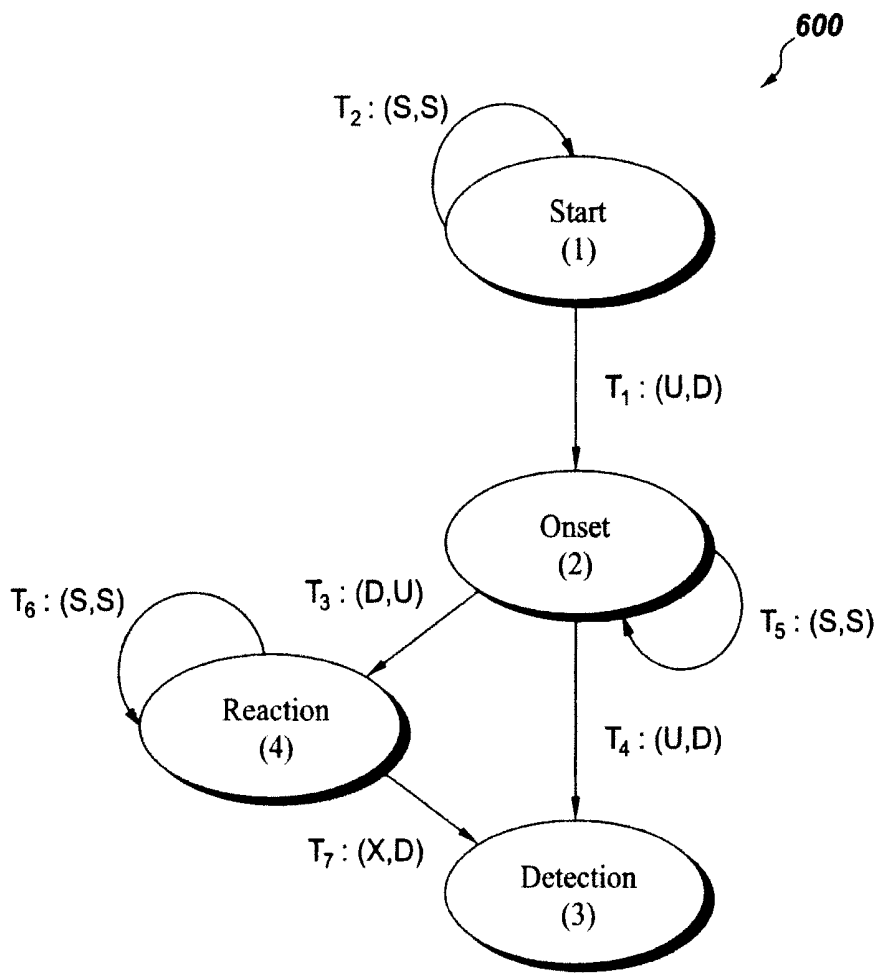 600
T₂ : (S,S)
Start
(1)
T₁ : (U,D)
Onset
(2)
T₆ : (S,S)
T₃ : (D,U)
T₅ : (S,S)
Reaction
(4)
T₄ : (U,D)
T₇ : (X,D)
Detection
(3)